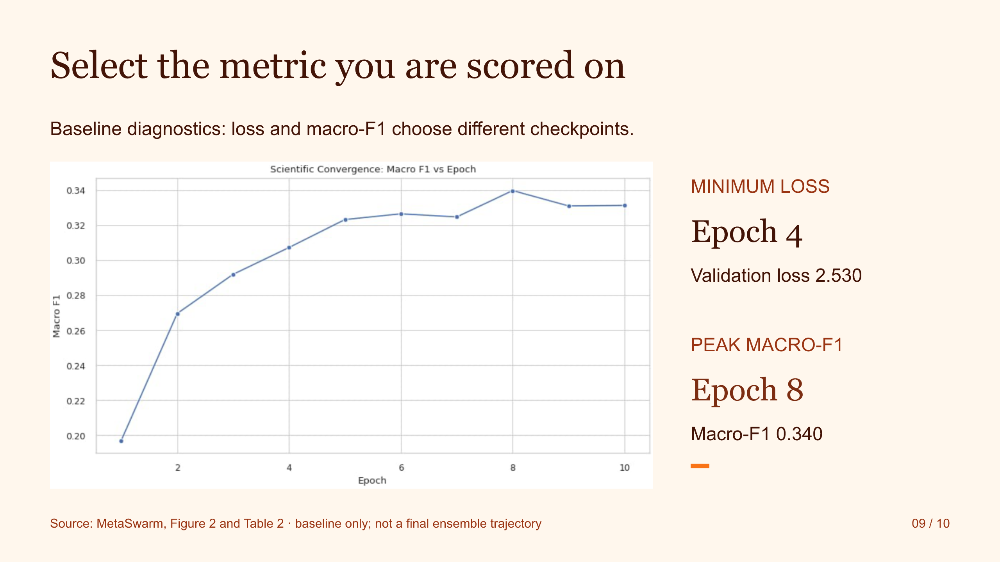 Select the metric you are scored on
Baseline diagnostics: loss and macro-F1 choose different checkpoints.
Scientific Convergence: Macro F1 vs Epoch
Macro F1
0.34
0.32
0.30
0.28
0.26
0.24
0.22
0.20
2 4 6 8 10
Epoch
MINIMUM LOSS
Epoch 4
Validation loss 2.530
PEAK MACRO-F1
Epoch 8
Macro-F1 0.340
Source: MetaSwarm, Figure 2 and Table 2 · baseline only; not a final ensemble trajectory
09 / 10